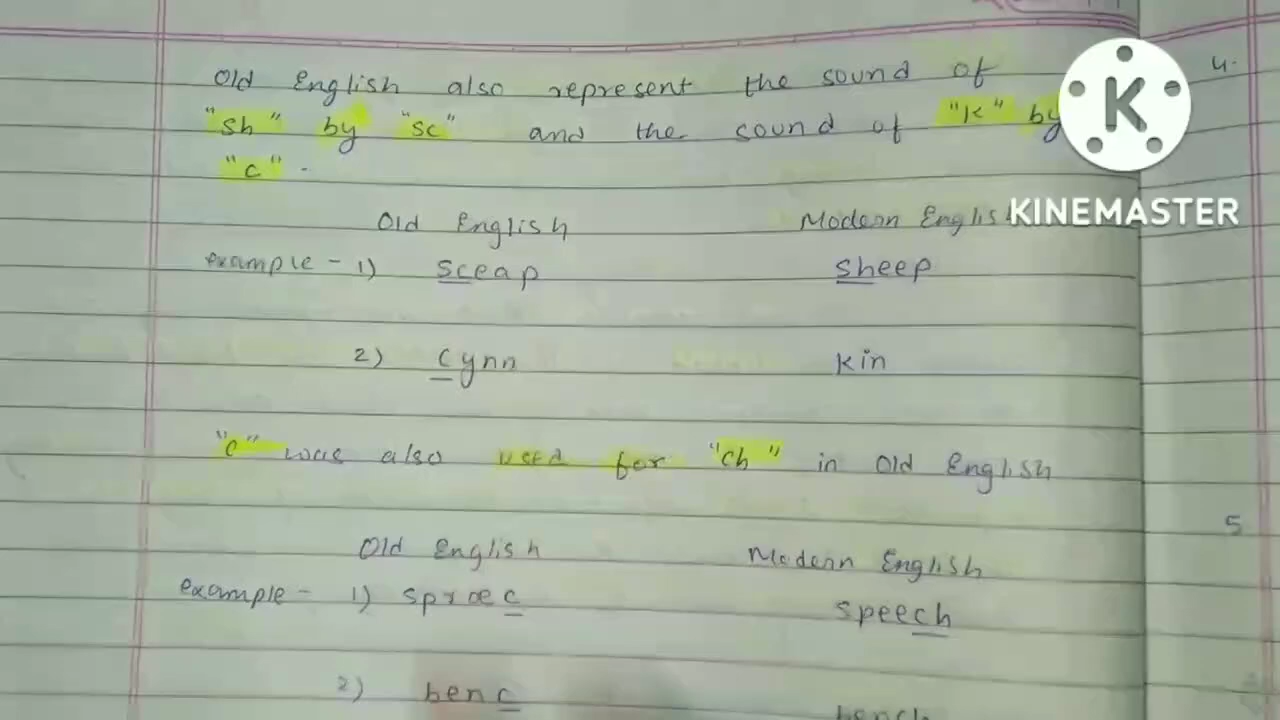 Old English also represent the sound of
"sh" by "sc" and the sound of "K" by
"c".
Old English Modern English
example - 1) sceap sheep
2) cynn kin
"c" was also used for "ch" in Old English
Old English Modern English
example - 1) sproec speech
2) benc bench
4.
5
K
KINEMASTER